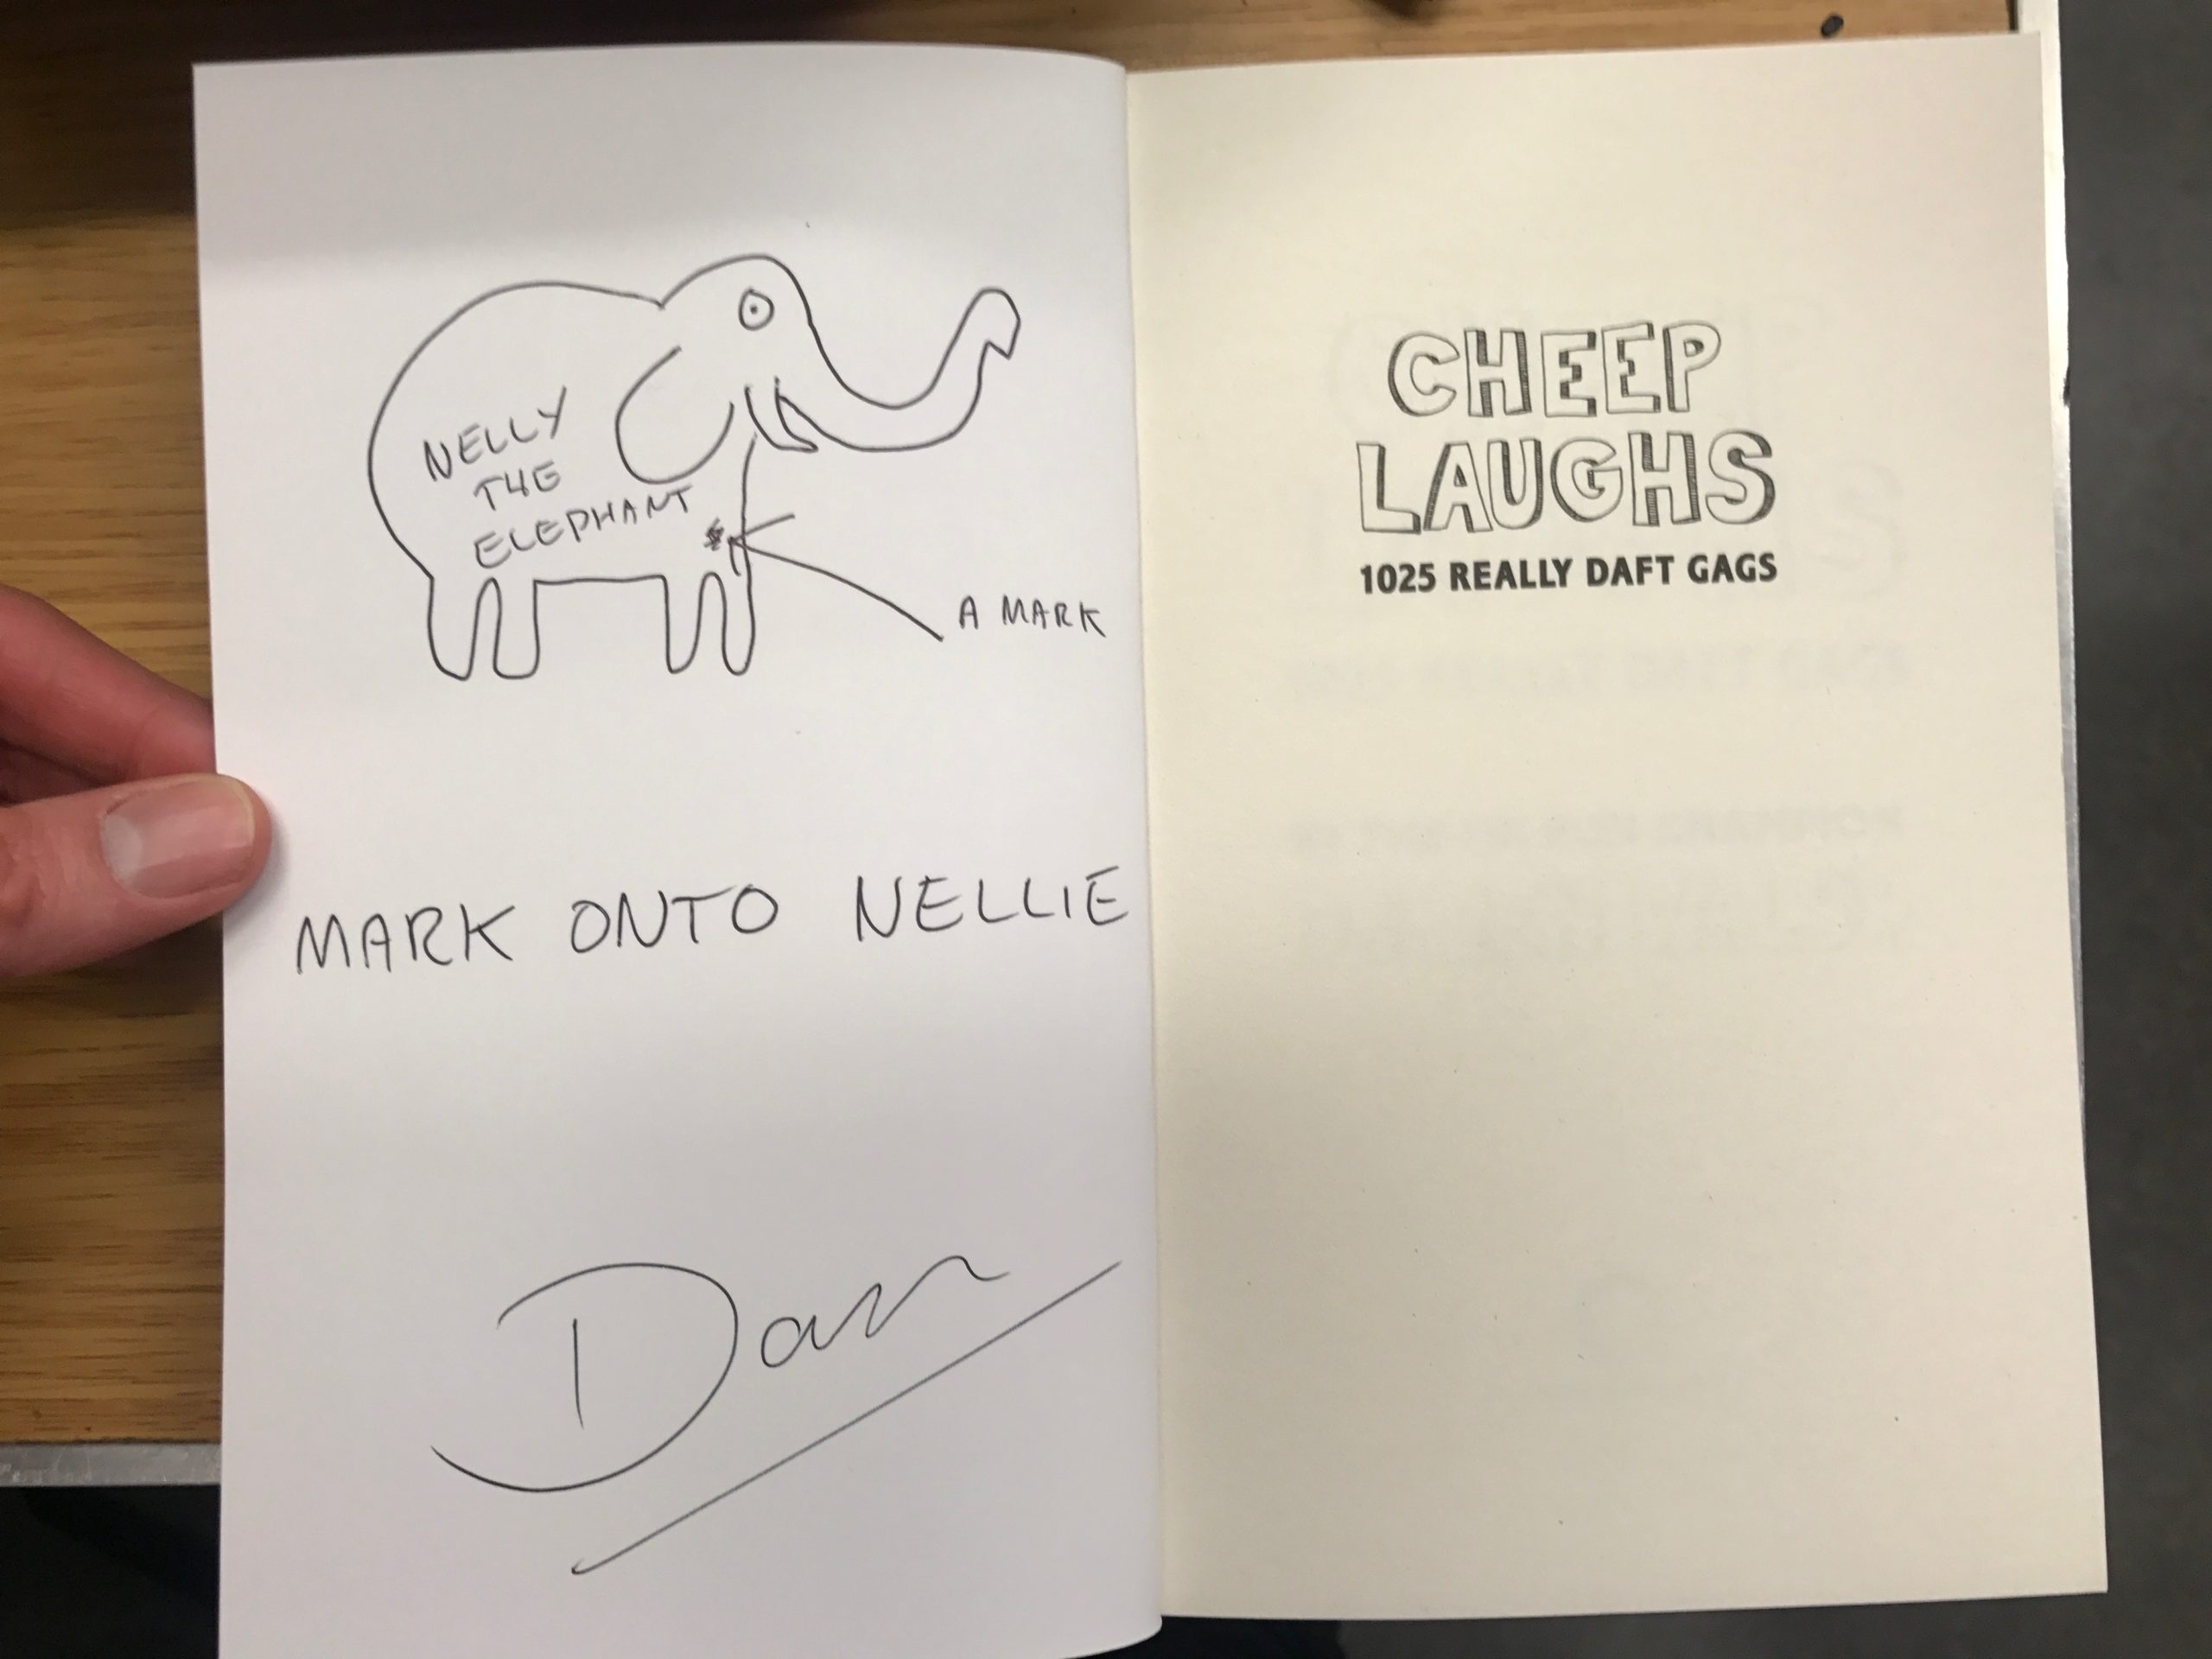 NELLY
THE
ELEPHANT
A MARK
MARK ONTO NELLIE
Dan
CHEEP
LAUGHS
1025 REALLY DAFT GAGS